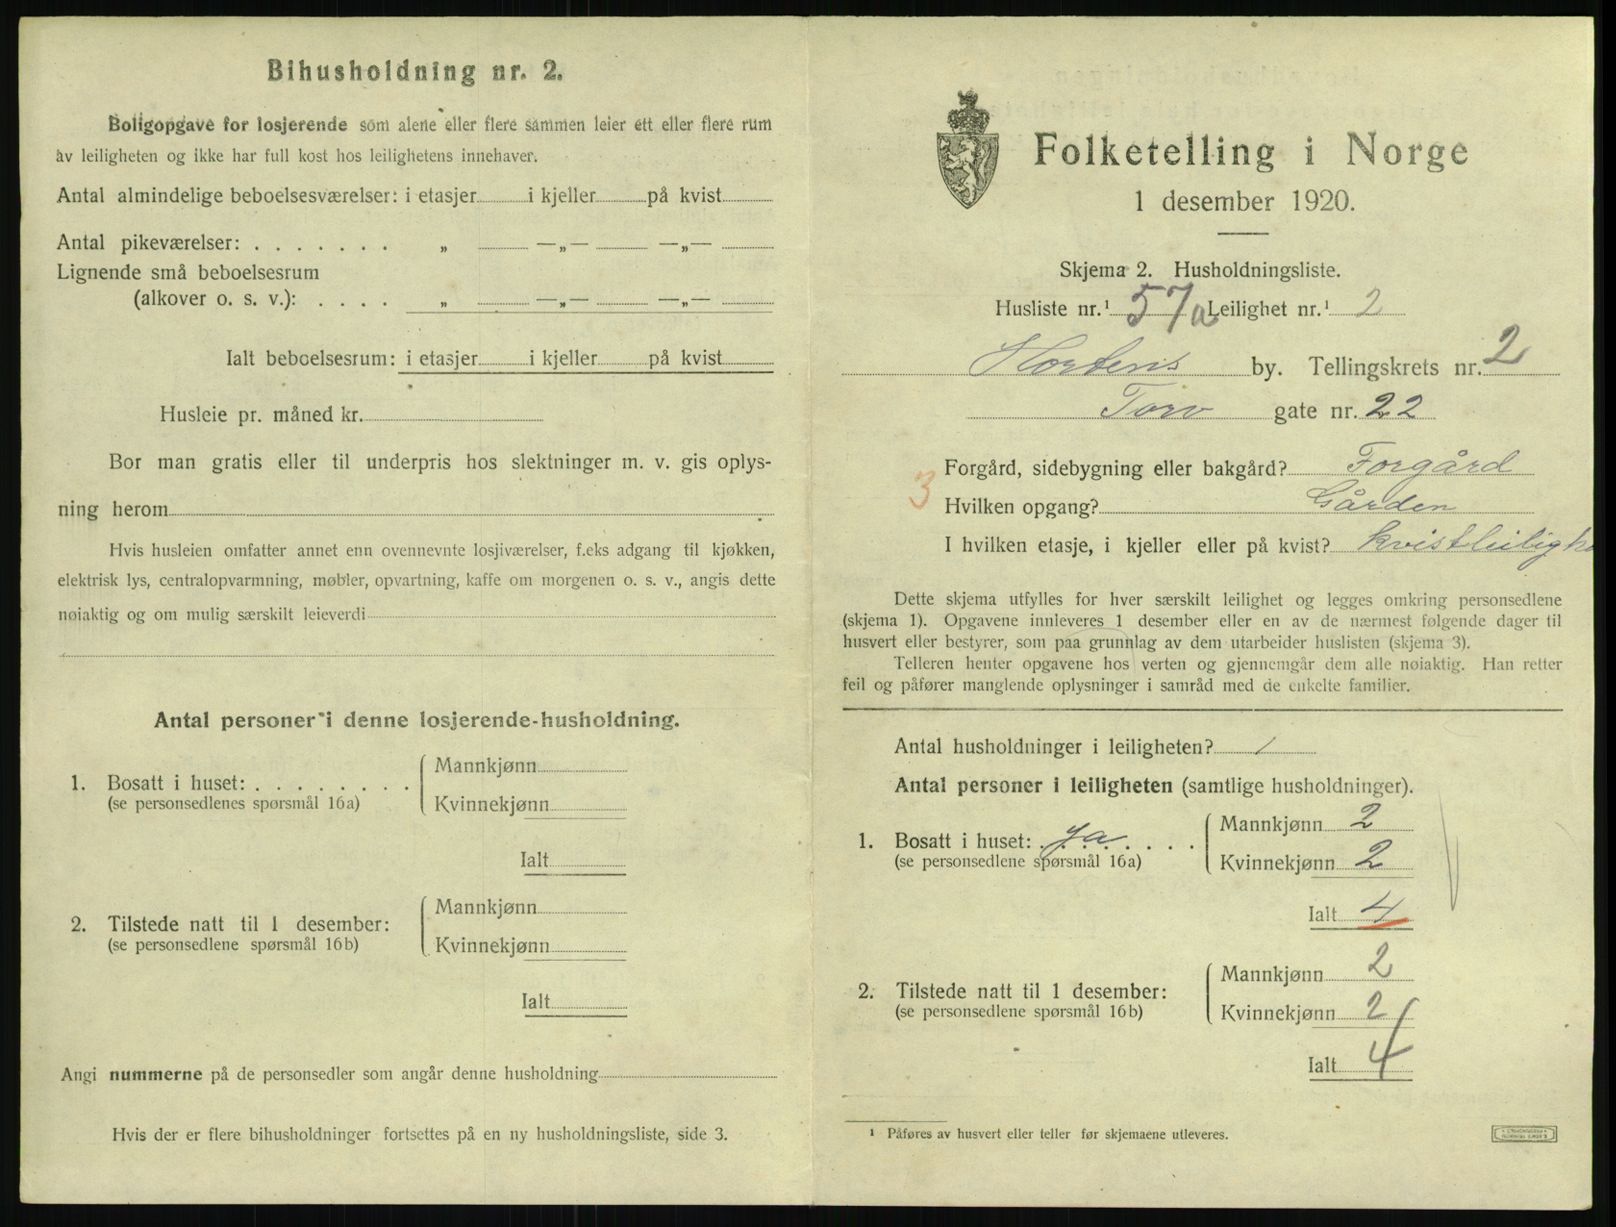 Bihusholdning nr. 2.
Boligopgave for losjerende som alene eller flere sammen leier ett eller flere rum
av leiligheten og ikke har full kost hos leilighetens innehaver.
Antal almindelige beboelsesværelser: i etasjer i kjeller på kvist
Antal pikeværelser: . . . . . . . „ —„— —„—
Lignende små beboelsesrum
(alkover o. s. v.): . . . . „ —„— —„—
Ialt beboelsesrum: i etasjer i kjeller på kvist
Husleie pr. måned kr.
Bor man gratis eller til underpris hos slektninger m. v. gis oplys-
ning herom
Hvis husleien omfatter annet enn ovennevnte losjiværelser, f.eks adgang til kjøkken,
elektrisk lys, centralopvarmning, møbler, opvartning, kaffe om morgenen o. s. v., angis dette
nøiaktig og om mulig særskilt leieverdi
Antal personer i denne losjerende-husholdning.
1. Bosatt i huset: . . . . . . . . Mannkjønn
(se personsedlenes spørsmål 16a) Kvinnekjønn
Ialt
2. Tilstede natt til 1 desember: Mannkjønn
(se personsedlene spørsmål 16b) Kvinnekjønn
Ialt
Angi nummerne på de personsedler som angår denne husholdning
Hvis der er flere bihusholdninger fortsettes på en ny husholdningsliste, side 3.
Folketelling i Norge
1 desember 1920.
Skjema 2. Husholdningsliste.
Husliste nr.¹ 57a Leilighet nr.¹ 2
Hortens by. Tellingskrets nr. 2
Torv gate nr. 22
Forgård, sidebygning eller bakgård? Forgård
3 Hvilken opgang? Gården
I hvilken etasje, i kjeller eller på kvist? kvistleiligh
Dette skjema utfylles for hver særskilt leilighet og legges omkring personsedlene
(skjema 1). Opgavene innleveres 1 desember eller en av de nærmest følgende dager til
husvert eller bestyrer, som paa grunnlag av dem utarbeider huslisten (skjema 3).
Telleren henter opgavene hos verten og gjennemgår dem alle nøiaktig. Han retter
feil og påfører manglende oplysninger i samråd med de enkelte familier.
Antal husholdninger i leiligheten? 1
Antal personer i leiligheten (samtlige husholdninger).
1. Bosatt i huset: ja . . . . . . Mannkjønn 2
(se personsedlene spørsmål 16a) Kvinnekjønn 2
Ialt 4
2. Tilstede natt til 1 desember: Mannkjønn 2
(se personsedlene spørsmål 16b) Kvinnekjønn 2
Ialt 4
¹ Påføres av husvert eller teller før skjemaene utleveres.